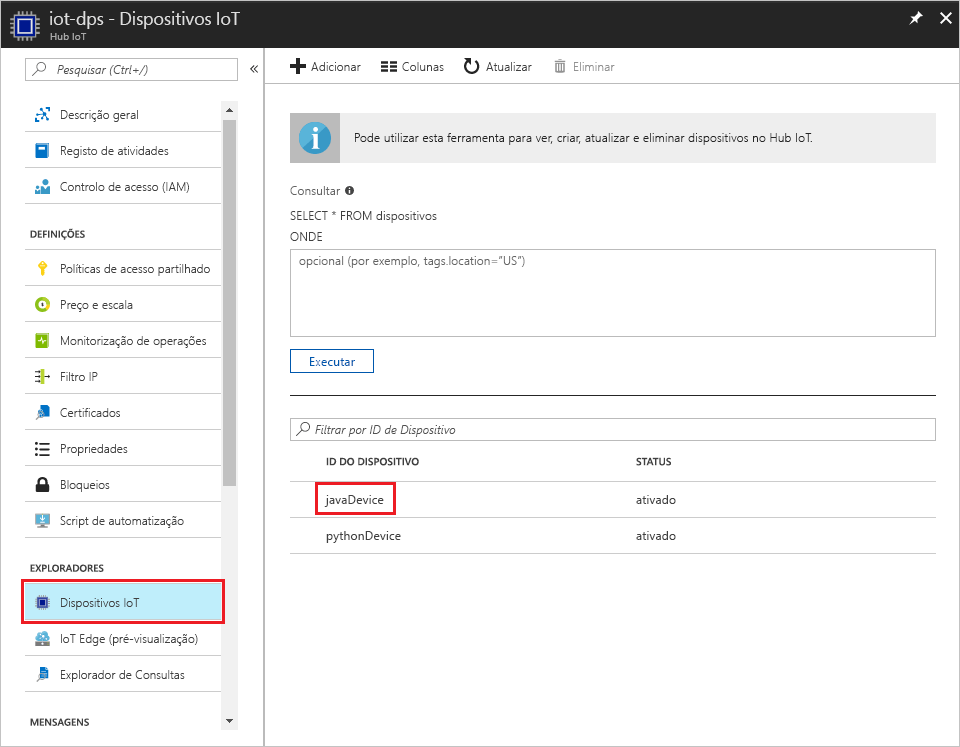 iot-dps - Dispositivos IoT
Hub IoT
Pesquisar (Ctrl+/)
Descrição geral
Registo de atividades
Controlo de acesso (IAM)
DEFINIÇÕES
Políticas de acesso partilhado
Preço e escala
Monitorização de operações
Filtro IP
Certificados
Propriedades
Bloqueios
Script de automatização
EXPLORADORES
Dispositivos IoT
IoT Edge (pré-visualização)
Explorador de Consultas
MENSAGENS
Adicionar Colunas Atualizar Eliminar
Pode utilizar esta ferramenta para ver, criar, atualizar e eliminar dispositivos no Hub IoT.
Consultar
SELECT * FROM dispositivos
ONDE
opcional (por exemplo, tags.location="US")
Executar
Filtrar por ID de Dispositivo
ID DO DISPOSITIVO STATUS
javaDevice ativado
pythonDevice ativado